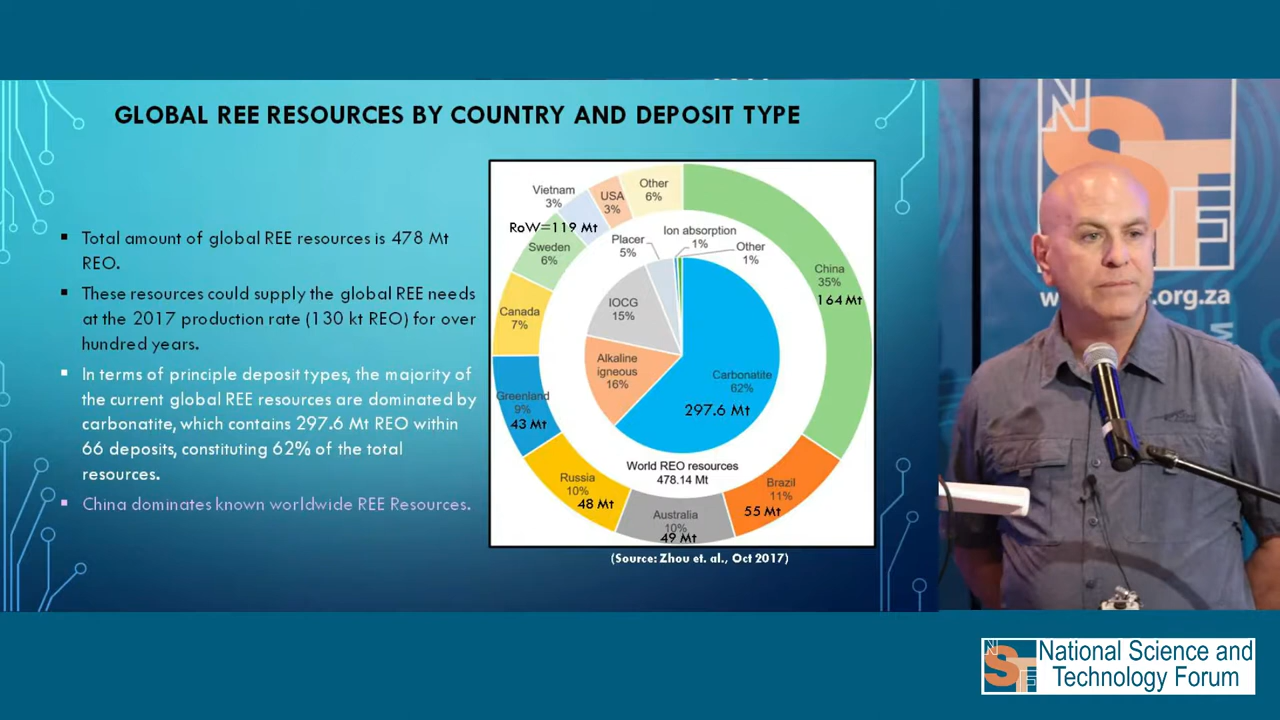 GLOBAL REE RESOURCES BY COUNTRY AND DEPOSIT TYPE
Total amount of global REE resources is 478 Mt
REO.
These resources could supply the global REE needs
at the 2017 production rate (130 kt REO) for over
hundred years.
In terms of principle deposit types, the majority of
the current global REE resources are dominated by
carbonatite, which contains 297.6 Mt REO within
66 deposits, constituting 62% of the total
resources.
China dominates known worldwide REE Resources.
Other
6%
USA
3%
Vietnam
3%
RoW=119 Mt
Sweden
6%
Canada
7%
Greenland
9%
43 Mt
Russia
10%
48 Mt
Australia
10%
49 Mt
Brazil
11%
55 Mt
China
35%
164 Mt
Placer
5%
Ion absorption
1%
Other
1%
IOCG
15%
Alkaline
igneous
16%
Carbonatite
62%
297.6 Mt
World REO resources
478.14 Mt
(Source: Zhou et. al., Oct 2017)
NSTF
.org.za
NSTF
National Science and
Technology Forum